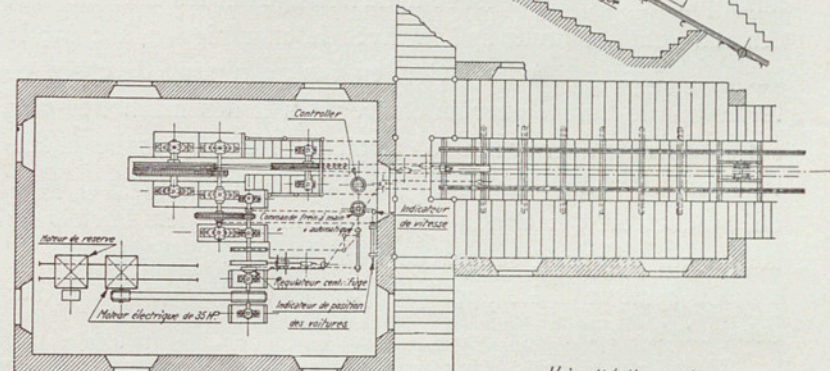 Controller
Indicateur
de vitesse
Commande frein à main
" automatique
Moteur de réserve
Régulateur centrifuge
Moteur électrique de 35 HP
Indicateur de position
des voitures